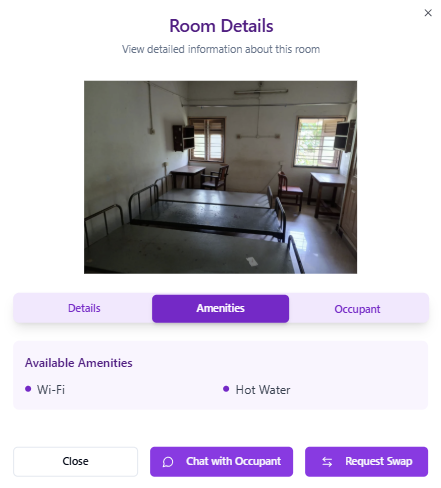 Room Details
View detailed information about this room
Details
Amenities
Occupant
Available Amenities
Wi-Fi
Hot Water
Close
Chat with Occupant
Request Swap